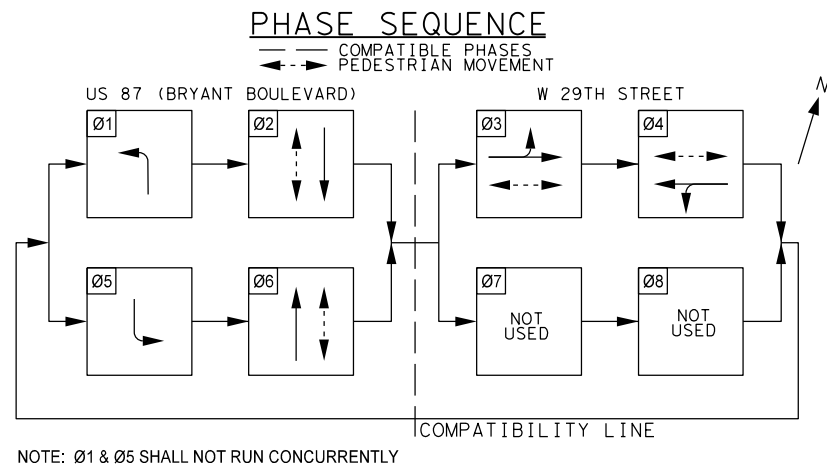 PHASE SEQUENCE
COMPATIBLE PHASES
PEDESTRIAN MOVEMENT
US 87 (BRYANT BOULEVARD)
W 29TH STREET
N
Ø1
Ø2
Ø3
Ø4
Ø5
Ø6
Ø7
NOT
USED
Ø8
NOT
USED
COMPATIBILITY LINE
NOTE: Ø1 & Ø5 SHALL NOT RUN CONCURRENTLY